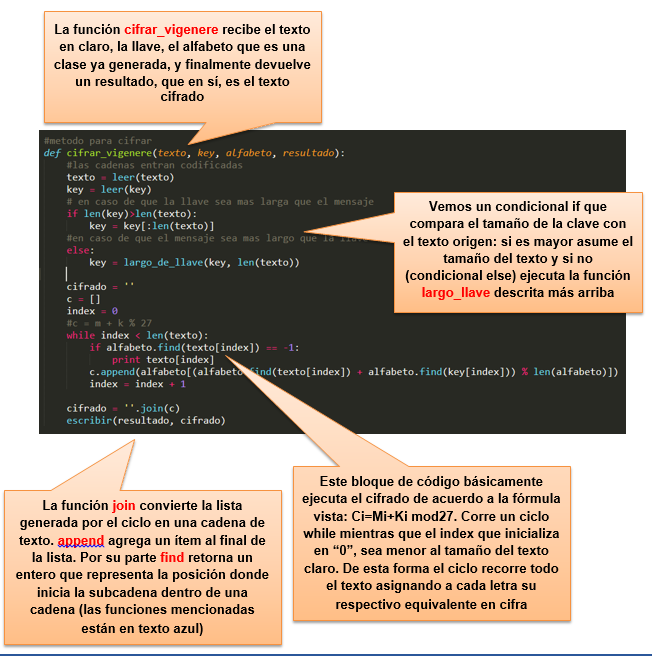 La función cifrar_vigenere recibe el texto
en claro, la llave, el alfabeto que es una
clase ya generada, y finalmente devuelve
un resultado, que en sí, es el texto
cifrado
#metodo para cifrar
def cifrar_vigenere(texto, key, alfabeto, resultado):
#las cadenas entran codificadas
texto = leer(texto)
key = leer(key)
# en caso de que la llave sea mas larga que el mensaje
if len(key)>len(texto):
key = key[:len(texto)]
#en caso de que el mensaje sea mas largo que la
else:
key = largo_de_llave(key, len(texto))
cifrado = ''
c = []
index = 0
#c = m + k % 27
while index < len(texto):
if alfabeto.find(texto[index]) == -1:
print texto[index]
c.append(alfabeto[(alfabeto.find(texto[index]) + alfabeto.find(key[index])) % len(alfabeto)])
index = index + 1
cifrado = ''.join(c)
escribir(resultado, cifrado)
Vemos un condicional if que
compara el tamaño de la clave con
el texto origen: si es mayor asume el
tamaño del texto y si no
(condicional else) ejecuta la función
largo_llave descrita más arriba
La función join convierte la lista
generada por el ciclo en una cadena de
texto. append agrega un ítem al final de
la lista. Por su parte find retorna un
entero que representa la posición donde
inicia la subcadena dentro de una
cadena (las funciones mencionadas
están en texto azul)
Este bloque de código básicamente
ejecuta el cifrado de acuerdo a la fórmula
vista: Ci=Mi+Ki mod27. Corre un ciclo
while mientras que el index que inicializa
en “0”, sea menor al tamaño del texto
claro. De esta forma el ciclo recorre todo
el texto asignando a cada letra su
respectivo equivalente en cifra